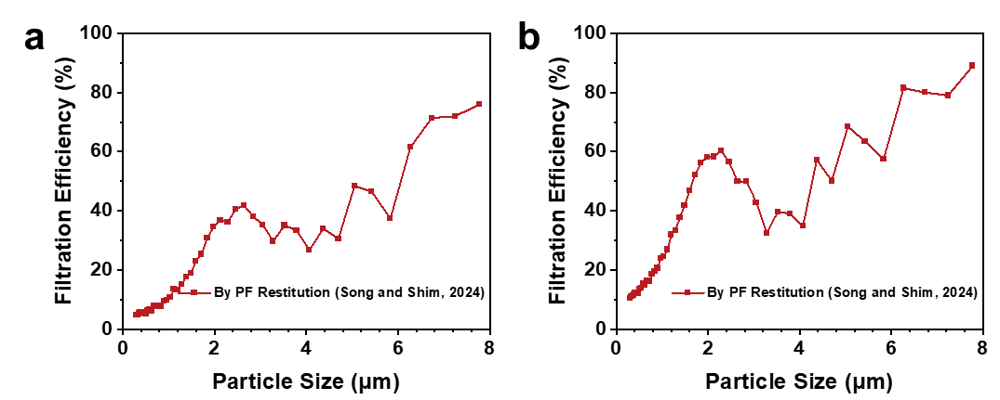 a
100
80
60
40
20
0
Filtration Efficiency (%)
By PF Restitution (Song and Shim, 2024)
0 2 4 6 8
Particle Size (μm)
b
100
80
60
40
20
0
Filtration Efficiency (%)
By PF Restitution (Song and Shim, 2024)
0 2 4 6 8
Particle Size (μm)